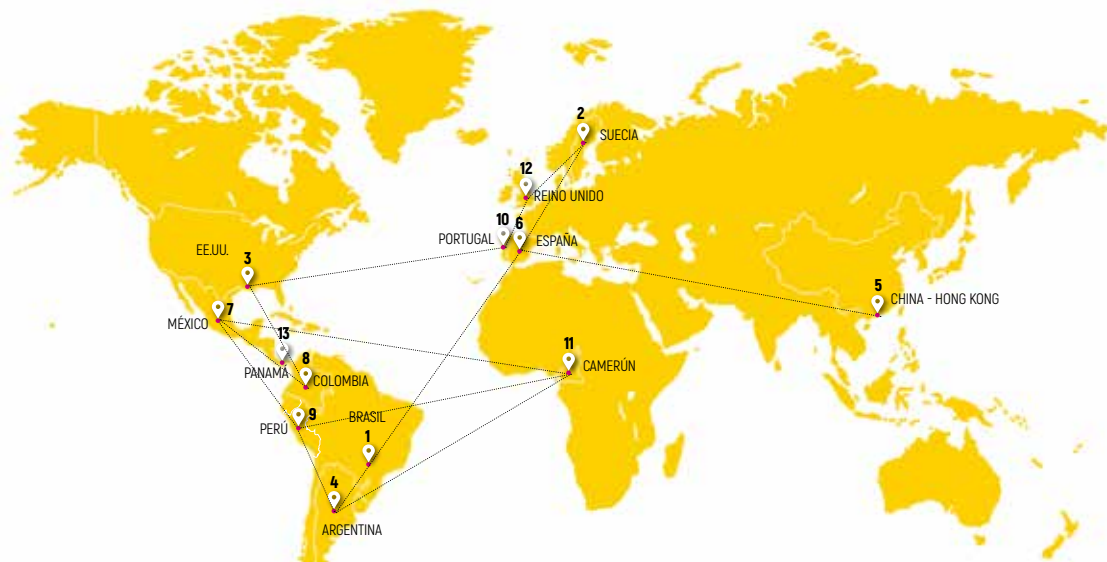 2
SUECIA
12
REINO UNIDO
10
PORTUGAL
6
ESPAÑA
EE.UU.
3
5
CHINA - HONG KONG
7
MÉXICO
13
PANAMÁ
8
COLOMBIA
11
CAMERÚN
PERÚ
9
BRASIL
1
4
ARGENTINA